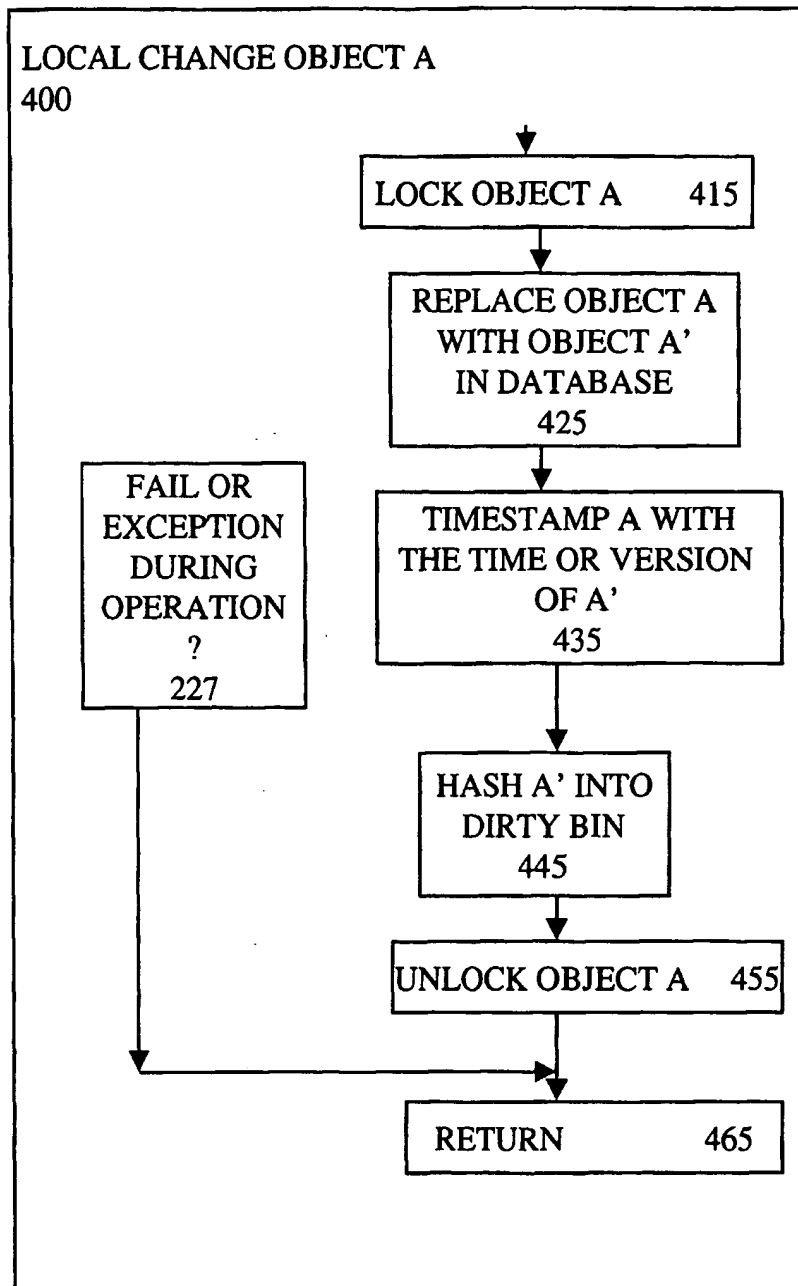 LOCAL CHANGE OBJECT A
400
LOCK OBJECT A 415
REPLACE OBJECT A
WITH OBJECT A'
IN DATABASE
425
FAIL OR
EXCEPTION
DURING
OPERATION
?
227
TIMESTAMP A WITH
THE TIME OR VERSION
OF A'
435
HASH A' INTO
DIRTY BIN
445
UNLOCK OBJECT A 455
RETURN 465